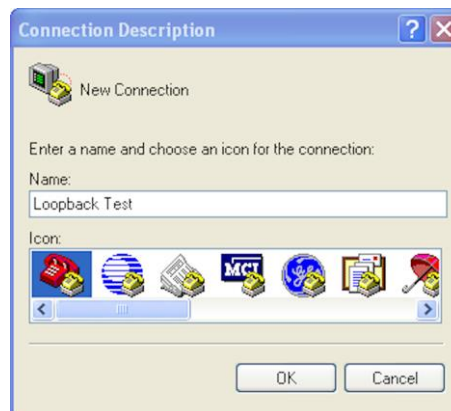 Connection Description
New Connection
Enter a name and choose an icon for the connection:
Name:
Loopback Test
Icon:
MCI
OK
Cancel